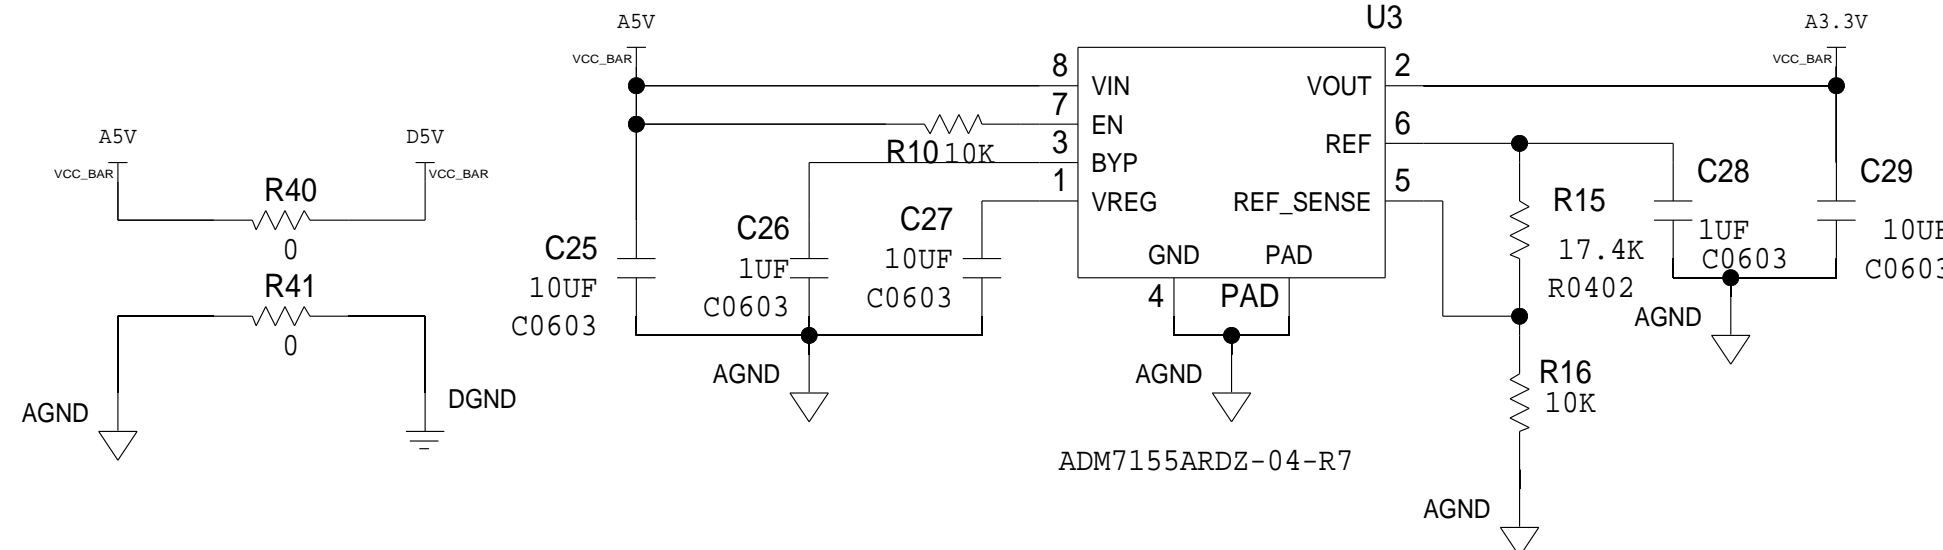 A5V
VCC_BAR
D5V
VCC_BAR
R40
0
R41
0
AGND
DGND
A5V
VCC_BAR
C25
10UF
C0603
C26
1UF
C0603
C27
10UF
C0603
AGND
R10 10K
U3
8
7
3
1
VIN
EN
BYP
VREG
VOUT
REF
REF_SENSE
GND
PAD
2
6
5
4
PAD
AGND
ADM7155ARDZ-04-R7
R15
17.4K
R0402
R16
10K
AGND
A3.3V
VCC_BAR
C28
1UF
C0603
AGND
C29
10UF
C0603